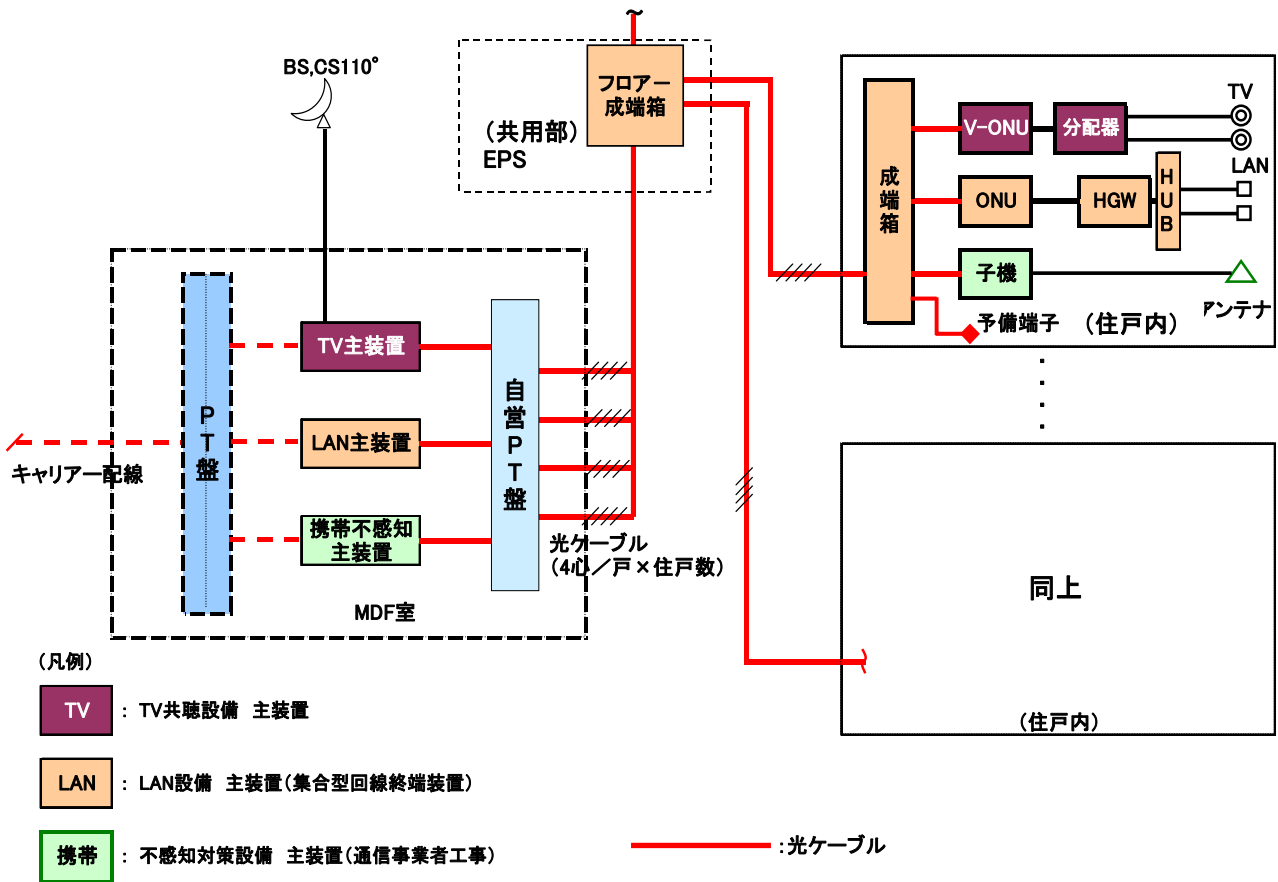 BS,CS110°
フロアー
成端箱
(共用部)
EPS
TV
V-ONU
分配器
LAN
成端箱
ONU
HGW
HUB
子機
アンテナ
予備端子
(住戸内)
PT盤
TV主装置
自営PT盤
LAN主装置
キャリアー配線
携帯不感知
主装置
光ケーブル
(4心/戸×住戸数)
MDF室
同上
(住戸内)
(凡例)
TV
: TV共聴設備 主装置
LAN
: LAN設備 主装置(集合型回線終端装置)
携帯
: 不感知対策設備 主装置(通信事業者工事)
:光ケーブル